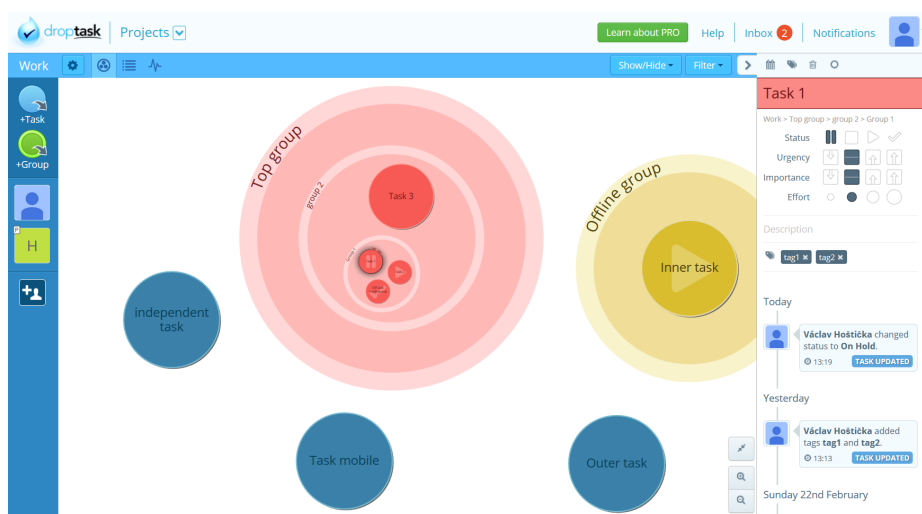 droptask
Projects
Learn about PRO
Help
Inbox 2
Notifications
Work
Show/Hide
Filter
+Task
+Group
P
H
Top group
group 2
Group 1
Task 3
independent
task
Task mobile
Offline group
Inner task
Outer task
Task 1
Work > Top group > group 2 > Group 1
Status
Urgency
Importance
Effort
Description
tag1 ×
tag2 ×
Today
Václav Hoštička changed
status to On Hold.
13:19
TASK UPDATED
Yesterday
Václav Hoštička added
tags tag1 and tag2.
13:13
TASK UPDATED
Sunday 22nd February